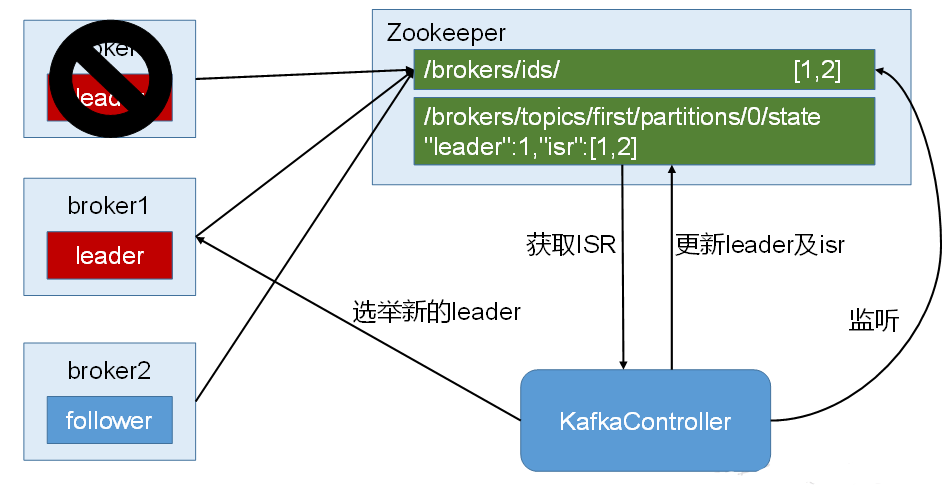 Zookeeper
/brokers/ids/ [1,2]
leader
/brokers/topics/first/partitions/0/state
"leader":1,"isr":[1,2]
broker1
leader
获取ISR
更新leader及isr
选举新的leader
监听
broker2
follower
KafkaController